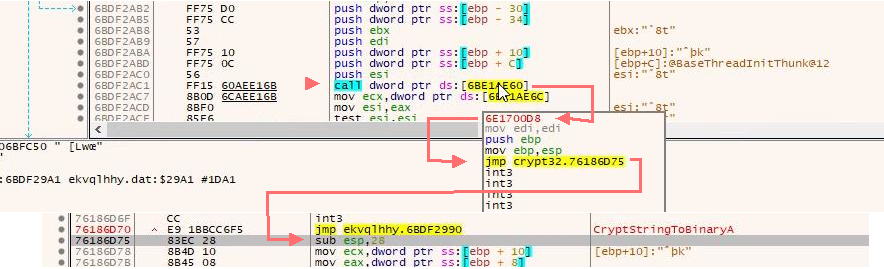 6BDF2AB2 FF75 D0 push dword ptr ss:[ebp - 30]
6BDF2AB5 FF75 CC push dword ptr ss:[ebp - 34]
6BDF2AB8 53 push ebx ebx:"ˆ8t"
6BDF2AB9 57 push edi
6BDF2ABA FF75 10 push dword ptr ss:[ebp + 10] [ebp+10]:"ˆþk"
6BDF2ABD FF75 0C push dword ptr ss:[ebp + C] [ebp+C]:@BaseThreadInitThunk@12
6BDF2AC0 56 push esi esi:"ˆ8t"
6BDF2AC1 FF15 60AEE16B call dword ptr ds:[6BE1AE60]
6BDF2AC7 8B0D 6CAEE16B mov ecx,dword ptr ds:[6BE1AE6C]
6BDF2ACD 8BF0 mov esi,eax
6BDF2ACF 85F6 test esi,esi
6E1700D8
mov edi,edi
push ebp
mov ebp,esp
jmp crypt32.76186D75
int3
int3
int3
int3
06BFC50 " [Lwœ"
"
:6BDF29A1 ekvqlhhy.dat:$29A1 #1DA1
76186D6F CC int3
76186D70 ^ E9 1BBCC6F5 jmp ekvqlhhy.6BDF2990 CryptStringToBinaryA
76186D75 83EC 28 sub esp,28
76186D78 8B4D 10 mov ecx,dword ptr ss:[ebp + 10] [ebp+10]:"ˆþk"
76186D7B 8B45 08 mov eax,dword ptr ss:[ebp + 8]